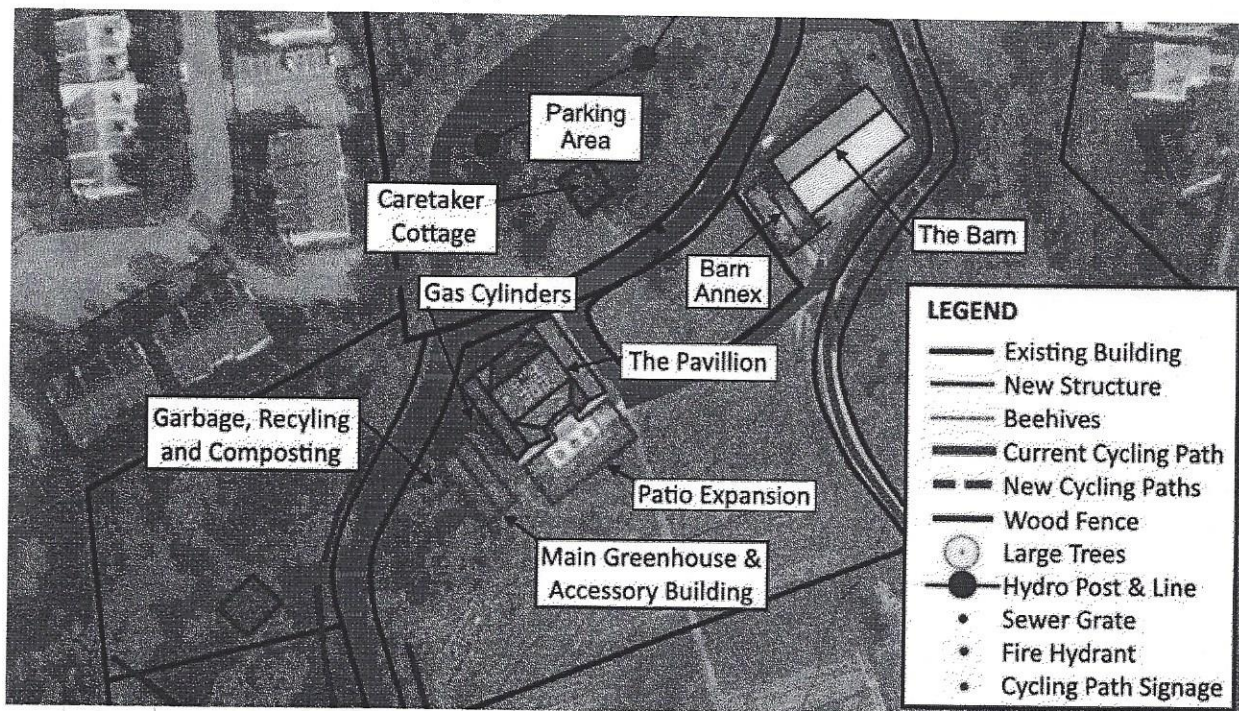 Parking
Area
Caretaker
Cottage
The Barn
Barn
Annex
Gas Cylinders
The Pavillion
Garbage, Recyling
and Composting
Patio Expansion
Main Greenhouse &
Accessory Building
LEGEND
Existing Building
New Structure
Beehives
Current Cycling Path
New Cycling Paths
Wood Fence
Large Trees
Hydro Post & Line
Sewer Grate
Fire Hydrant
Cycling Path Signage